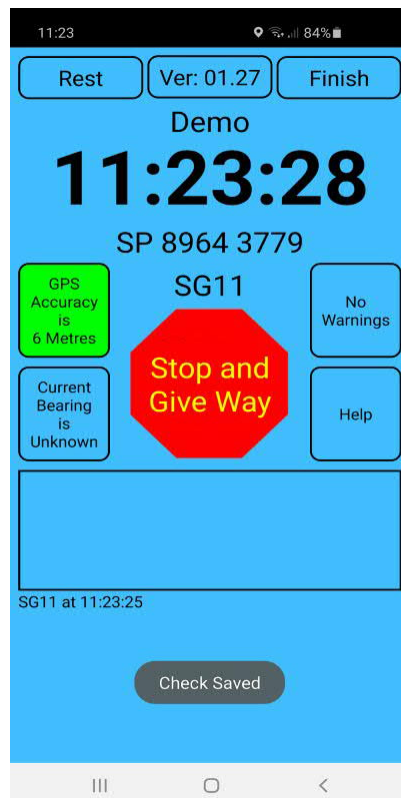 11:23
84%
Rest
Ver: 01.27
Finish
Demo
11:23:28
SP 8964 3779
GPS
Accuracy
is
6 Metres
SG11
No
Warnings
Stop and
Give Way
Current
Bearing
is
Unknown
Help
SG11 at 11:23:25
Check Saved